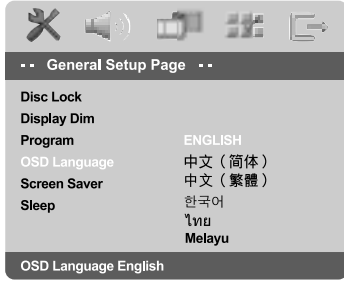 - - General Setup Page - -
Disc Lock
Display Dim
Program
OSD Language
Screen Saver
Sleep
ENGLISH
中文（简体）
中文（繁體）
한국어
ไทย
Melayu
OSD Language English